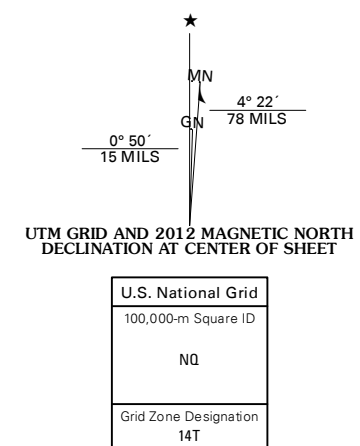 ★
MN
4° 22´
78 MILS
GN
0° 50´
15 MILS
UTM GRID AND 2012 MAGNETIC NORTH
DECLINATION AT CENTER OF SHEET
U.S. National Grid
100,000-m Square ID
NQ
Grid Zone Designation
14T